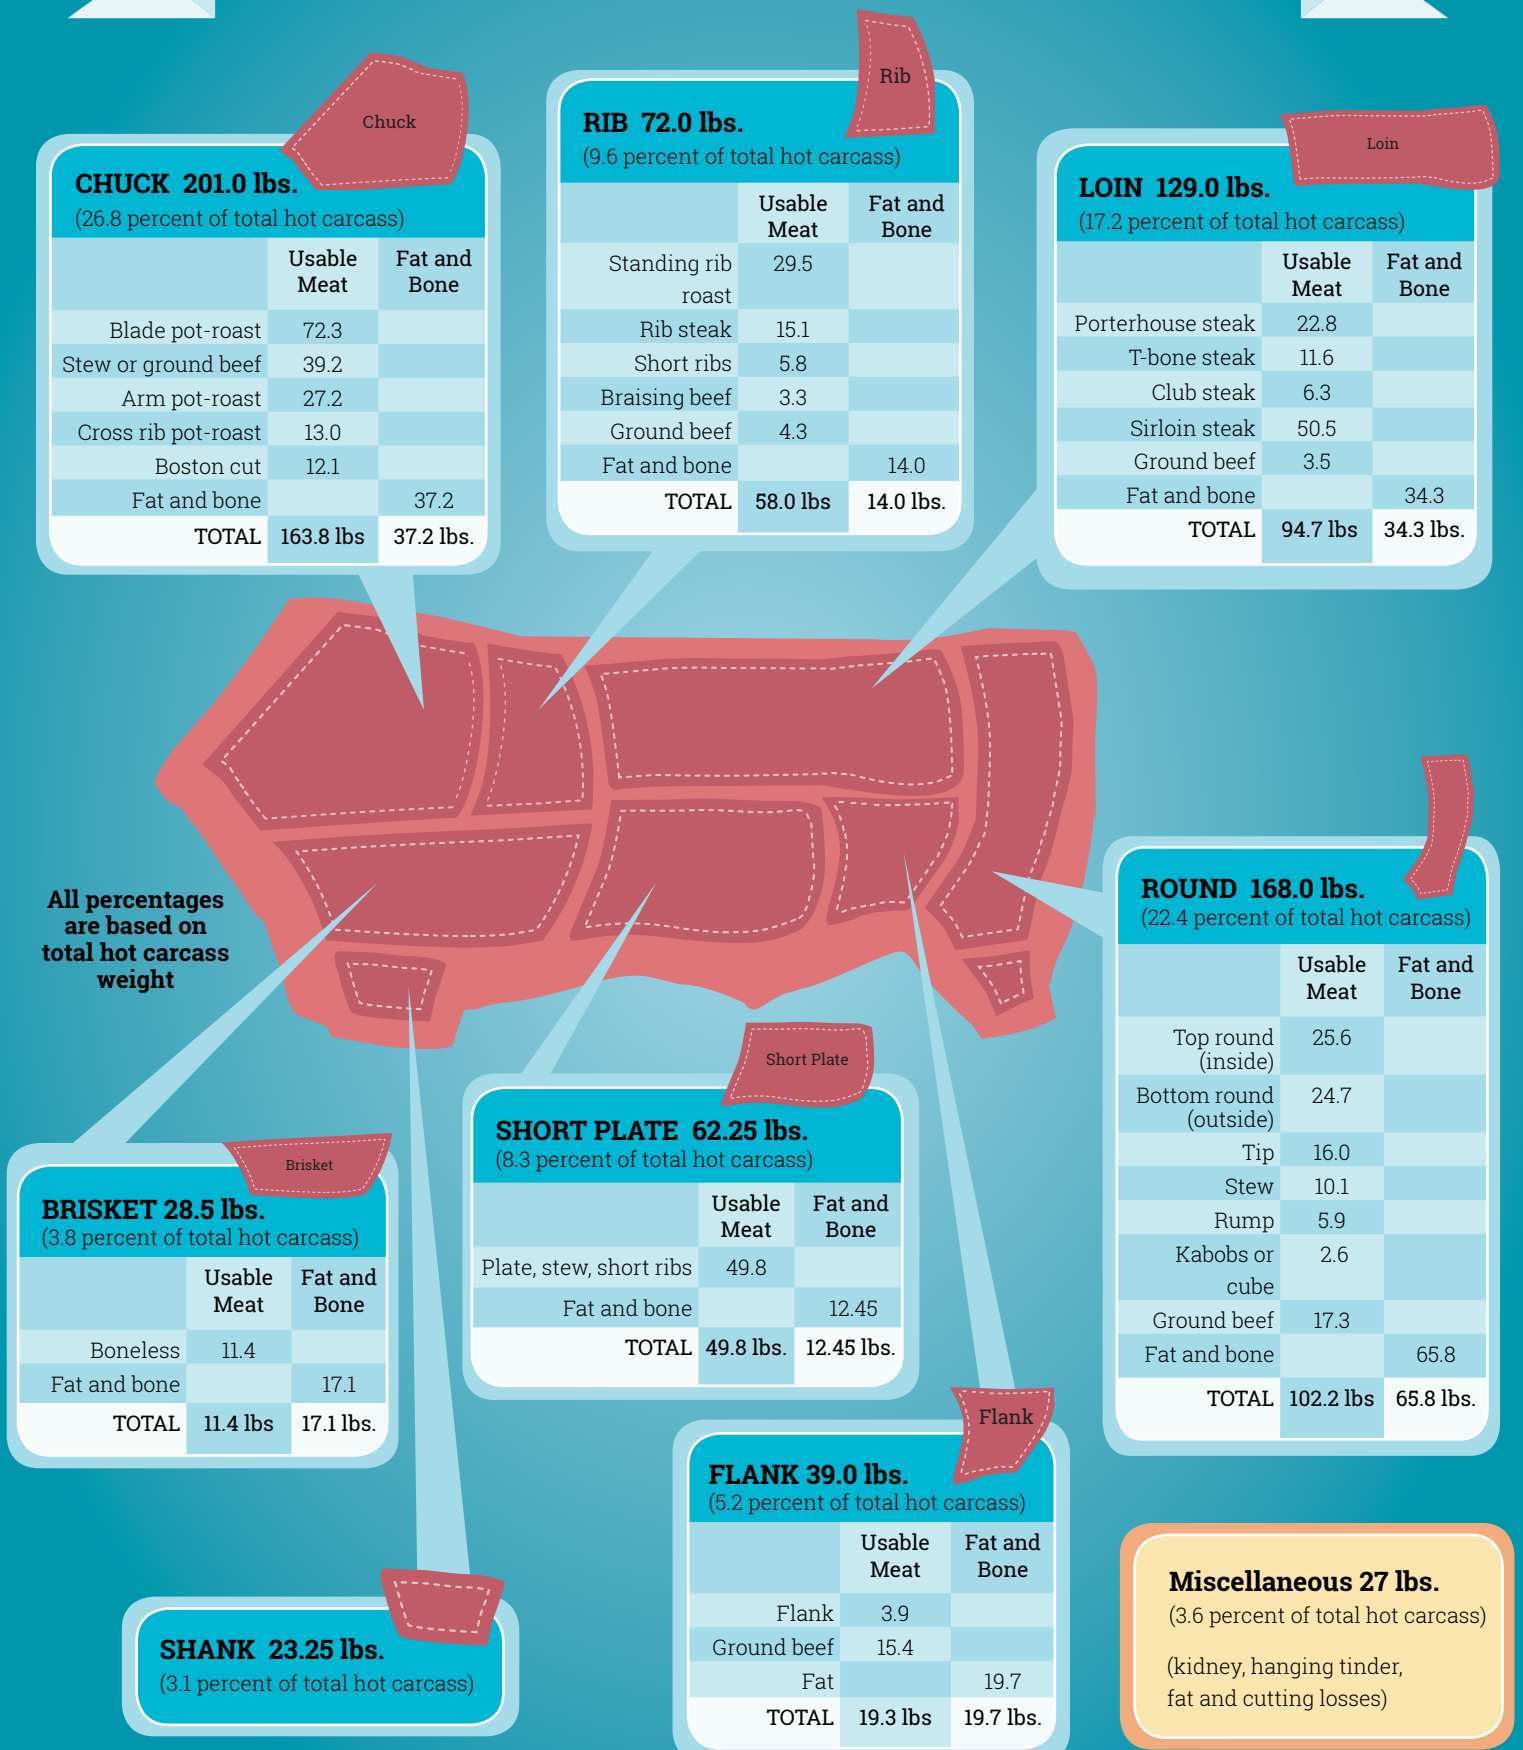 Chuck
CHUCK 201.0 lbs.
(26.8 percent of total hot carcass)
Usable Meat Fat and Bone
Blade pot-roast 72.3
Stew or ground beef 39.2
Arm pot-roast 27.2
Cross rib pot-roast 13.0
Boston cut 12.1
Fat and bone 37.2
TOTAL 163.8 lbs 37.2 lbs.
Rib
RIB 72.0 lbs.
(9.6 percent of total hot carcass)
Usable Meat Fat and Bone
Standing rib roast 29.5
Rib steak 15.1
Short ribs 5.8
Braising beef 3.3
Ground beef 4.3
Fat and bone 14.0
TOTAL 58.0 lbs 14.0 lbs.
Loin
LOIN 129.0 lbs.
(17.2 percent of total hot carcass)
Usable Meat Fat and Bone
Porterhouse steak 22.8
T-bone steak 11.6
Club steak 6.3
Sirloin steak 50.5
Ground beef 3.5
Fat and bone 34.3
TOTAL 94.7 lbs 34.3 lbs.
All percentages
are based on
total hot carcass
weight
ROUND 168.0 lbs.
(22.4 percent of total hot carcass)
Usable Meat Fat and Bone
Top round (inside) 25.6
Bottom round (outside) 24.7
Tip 16.0
Stew 10.1
Rump 5.9
Kabobs or cube 2.6
Ground beef 17.3
Fat and bone 65.8
TOTAL 102.2 lbs 65.8 lbs.
Brisket
BRISKET 28.5 lbs.
(3.8 percent of total hot carcass)
Usable Meat Fat and Bone
Boneless 11.4
Fat and bone 17.1
TOTAL 11.4 lbs 17.1 lbs.
Short Plate
SHORT PLATE 62.25 lbs.
(8.3 percent of total hot carcass)
Usable Meat Fat and Bone
Plate, stew, short ribs 49.8
Fat and bone 12.45
TOTAL 49.8 lbs. 12.45 lbs.
Flank
FLANK 39.0 lbs.
(5.2 percent of total hot carcass)
Usable Meat Fat and Bone
Flank 3.9
Ground beef 15.4
Fat 19.7
TOTAL 19.3 lbs 19.7 lbs.
SHANK 23.25 lbs.
(3.1 percent of total hot carcass)
Miscellaneous 27 lbs.
(3.6 percent of total hot carcass)
(kidney, hanging tinder,
fat and cutting losses)